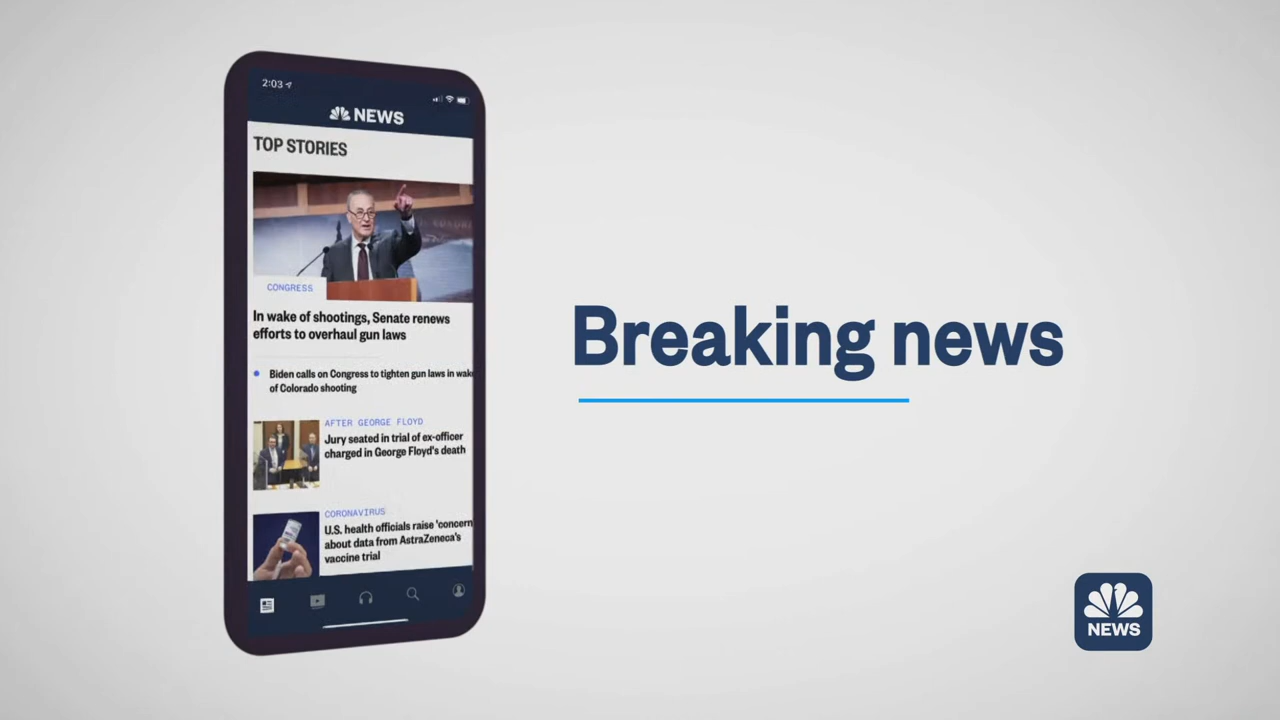 2:03
NEWS
TOP STORIES
CONGRESS
In wake of shootings, Senate renews
efforts to overhaul gun laws
Biden calls on Congress to tighten gun laws in wake
of Colorado shooting
AFTER GEORGE FLOYD
Jury seated in trial of ex-officer
charged in George Floyd's death
CORONAVIRUS
U.S. health officials raise 'concern
about data from AstraZeneca's
vaccine trial
Breaking news
NEWS